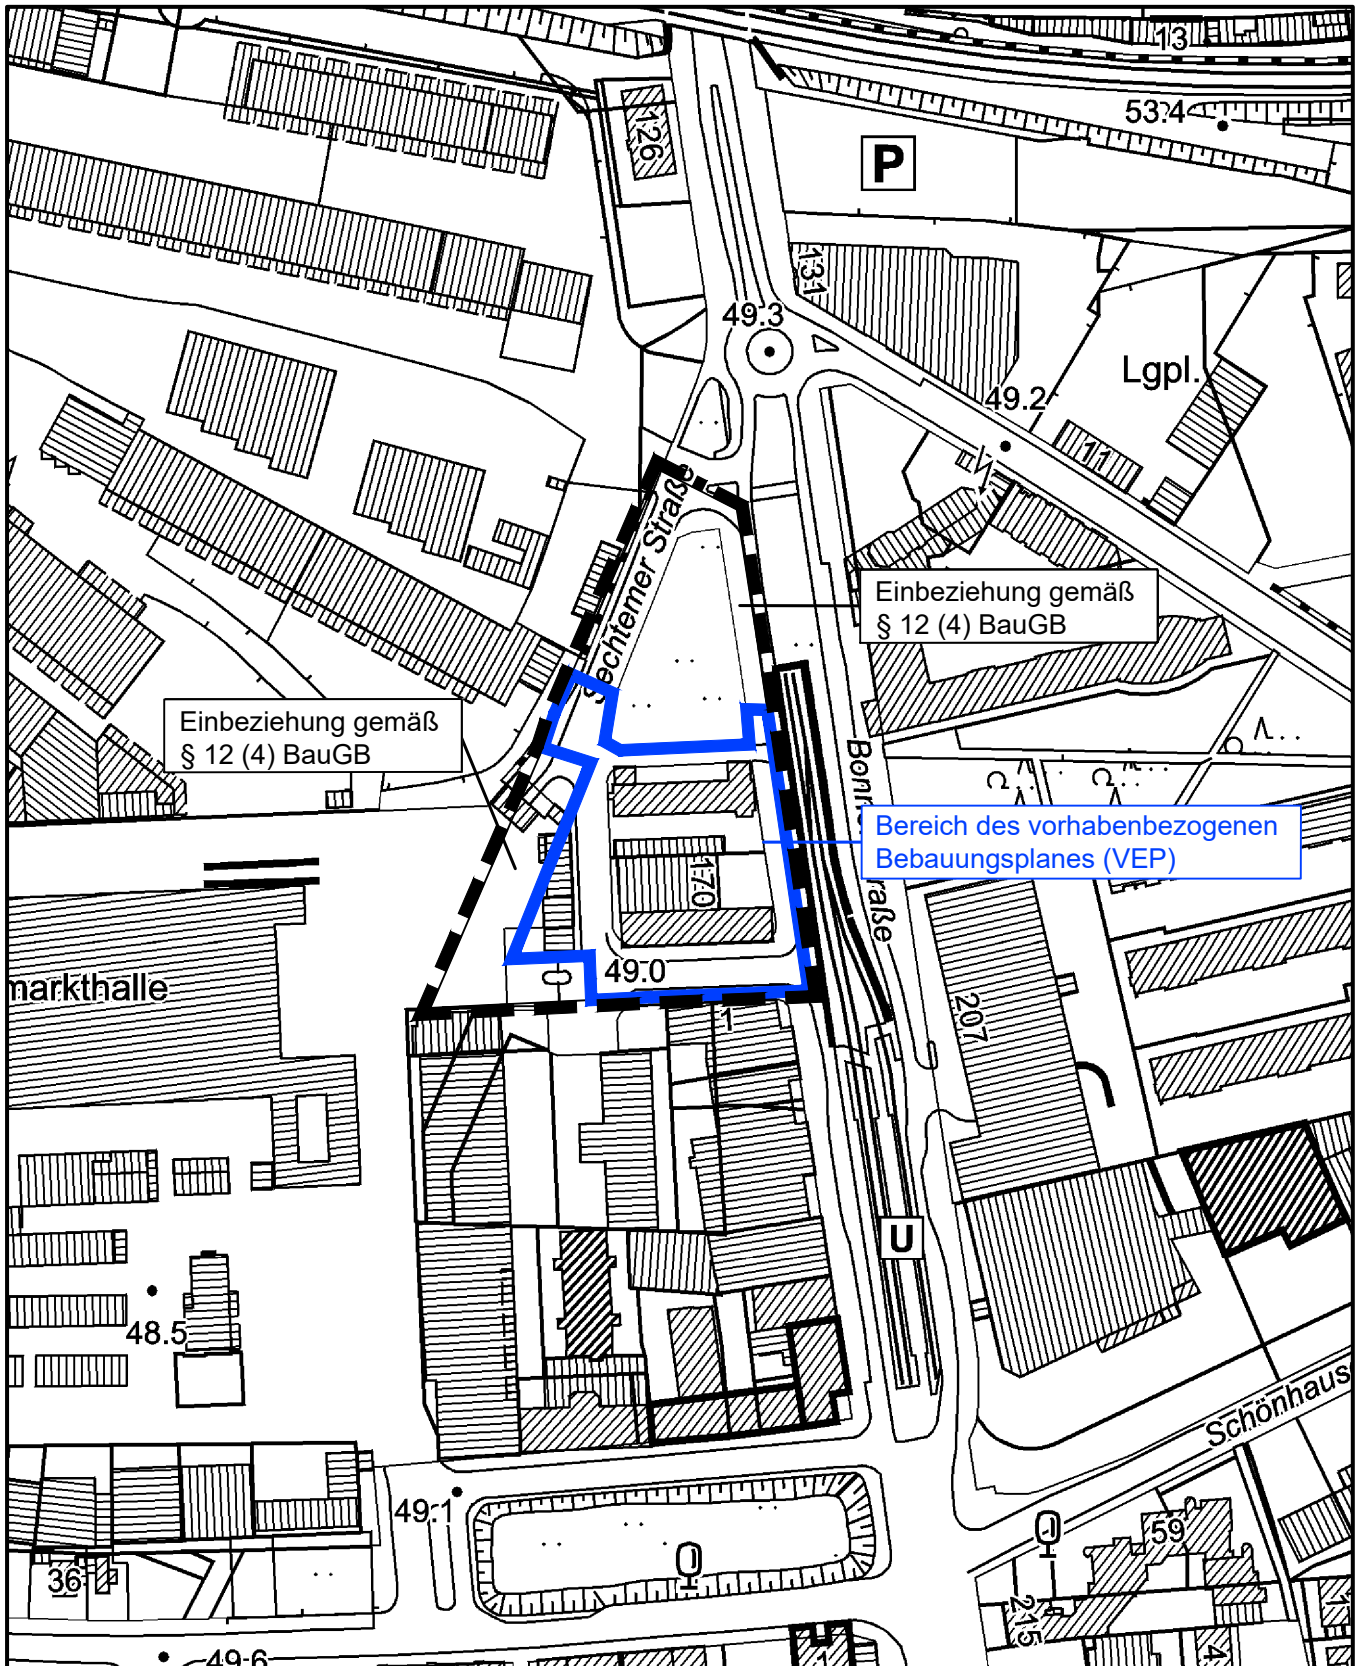 13
53.4
126
P
131
49.3
Lgpl.
49.2
11
Sechtemer Straße
Einbeziehung gemäß
§ 12 (4) BauGB
Einbeziehung gemäß
§ 12 (4) BauGB
Bereich des vorhabenbezogenen
Bebauungsplanes (VEP)
170
49.0
markthalle
1
207
U
48.5
Schönhaus
49.1
59
36
215
49.6